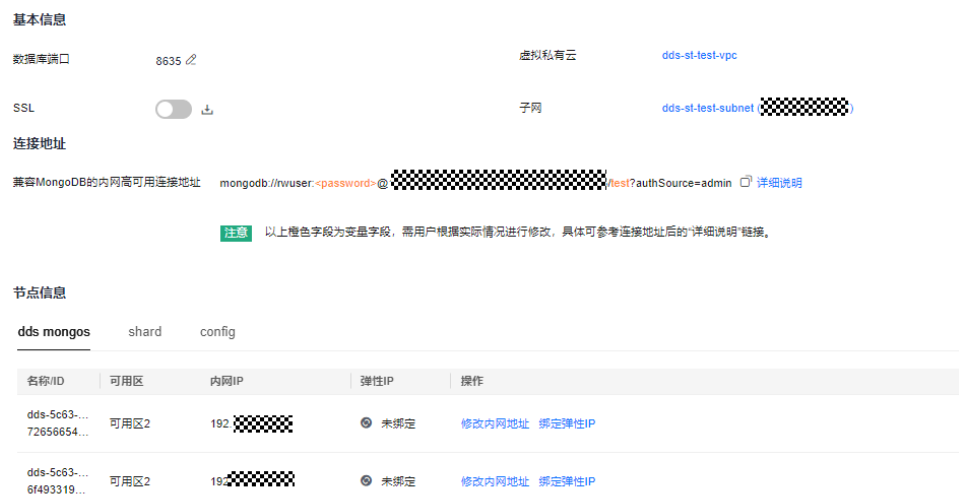 基本信息
数据库端口 8635 虚拟私有云 dds-st-test-vpc
SSL 子网 dds-st-test-subnet ( )
连接地址
兼容MongoDB的内网高可用连接地址 mongodb://rwuser:<password>@ /test?authSource=admin 详细说明
注意 以上橙色字段为变量字段，需用户根据实际情况进行修改，具体可参考连接地址后的“详细说明”链接。
节点信息
dds mongos shard config
名称/ID 可用区 内网IP 弹性IP 操作
dds-5c63-...
72656654... 可用区2 192. 未绑定 修改内网地址 绑定弹性IP
dds-5c63-...
6f493319... 可用区2 192 未绑定 修改内网地址 绑定弹性IP